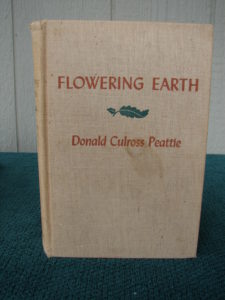 FLOWERING EARTH
Donald Culross Peattie